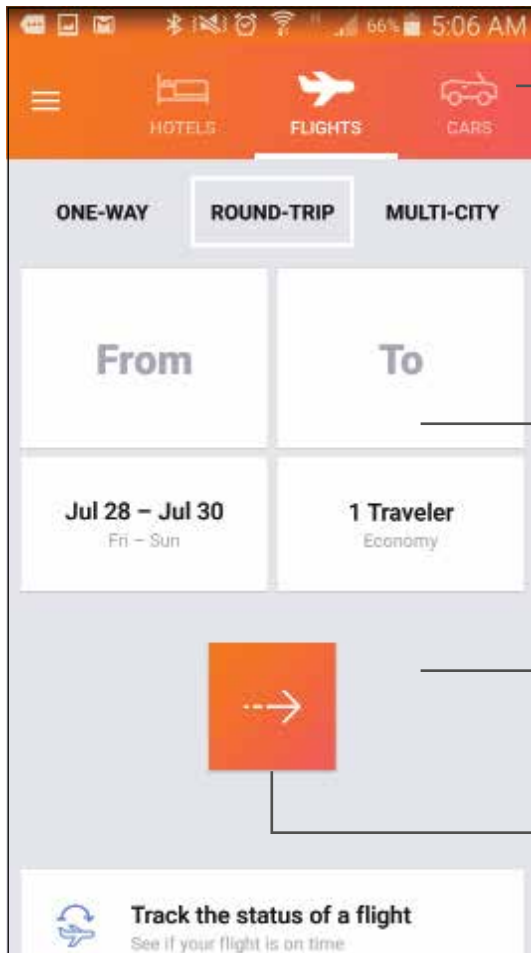 66% 5:06 AM
HOTELS FLIGHTS CARS
ONE-WAY ROUND-TRIP MULTI-CITY
From To
Jul 28 – Jul 30 1 Traveler
Fri – Sun Economy
Track the status of a flight
See if your flight is on time